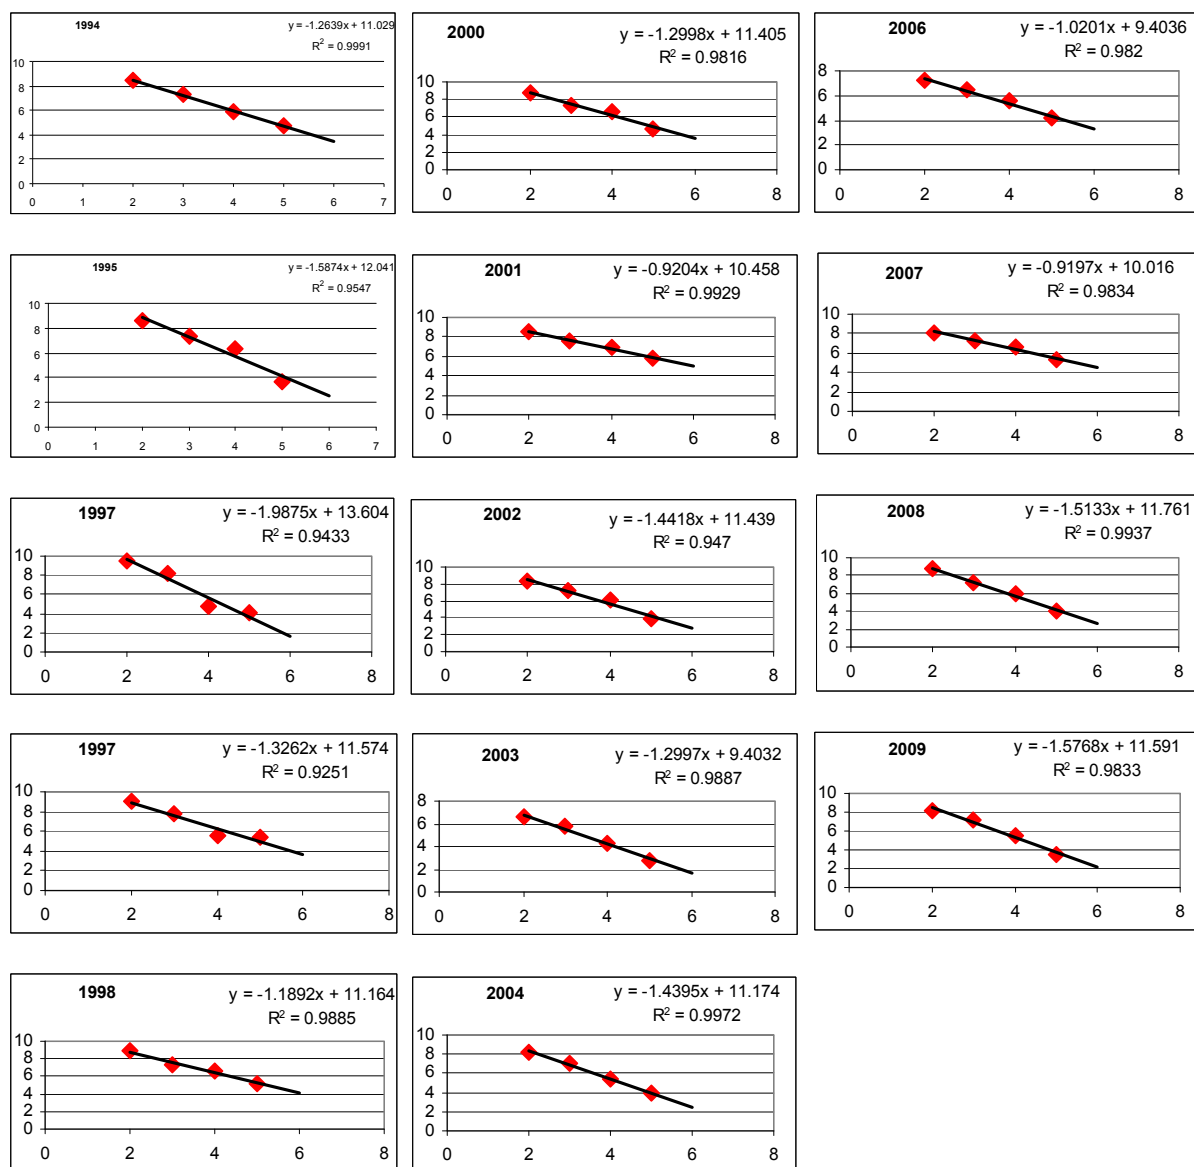 1994
y = -1.2639x + 11.029
R² = 0.9991
10
8
6
4
2
0
0 1 2 3 4 5 6 7
2000
y = -1.2998x + 11.405
R² = 0.9816
10
8
6
4
2
0
0 2 4 6 8
2006
y = -1.0201x + 9.4036
R² = 0.982
8
6
4
2
0
0 2 4 6 8
1995
y = -1.5874x + 12.041
R² = 0.9547
10
8
6
4
2
0
0 1 2 3 4 5 6 7
2001
y = -0.9204x + 10.458
R² = 0.9929
10
8
6
4
2
0
0 2 4 6 8
2007
y = -0.9197x + 10.016
R² = 0.9834
10
8
6
4
2
0
0 2 4 6 8
1997
y = -1.9875x + 13.604
R² = 0.9433
10
8
6
4
2
0
0 2 4 6 8
2002
y = -1.4418x + 11.439
R² = 0.947
10
8
6
4
2
0
0 2 4 6 8
2008
y = -1.5133x + 11.761
R² = 0.9937
10
8
6
4
2
0
0 2 4 6 8
1997
y = -1.3262x + 11.574
R² = 0.9251
10
8
6
4
2
0
0 2 4 6 8
2003
y = -1.2997x + 9.4032
R² = 0.9887
8
6
4
2
0
0 2 4 6 8
2009
y = -1.5768x + 11.591
R² = 0.9833
10
8
6
4
2
0
0 2 4 6 8
1998
y = -1.1892x + 11.164
R² = 0.9885
10
8
6
4
2
0
0 2 4 6 8
2004
y = -1.4395x + 11.174
R² = 0.9972
10
8
6
4
2
0
0 2 4 6 8